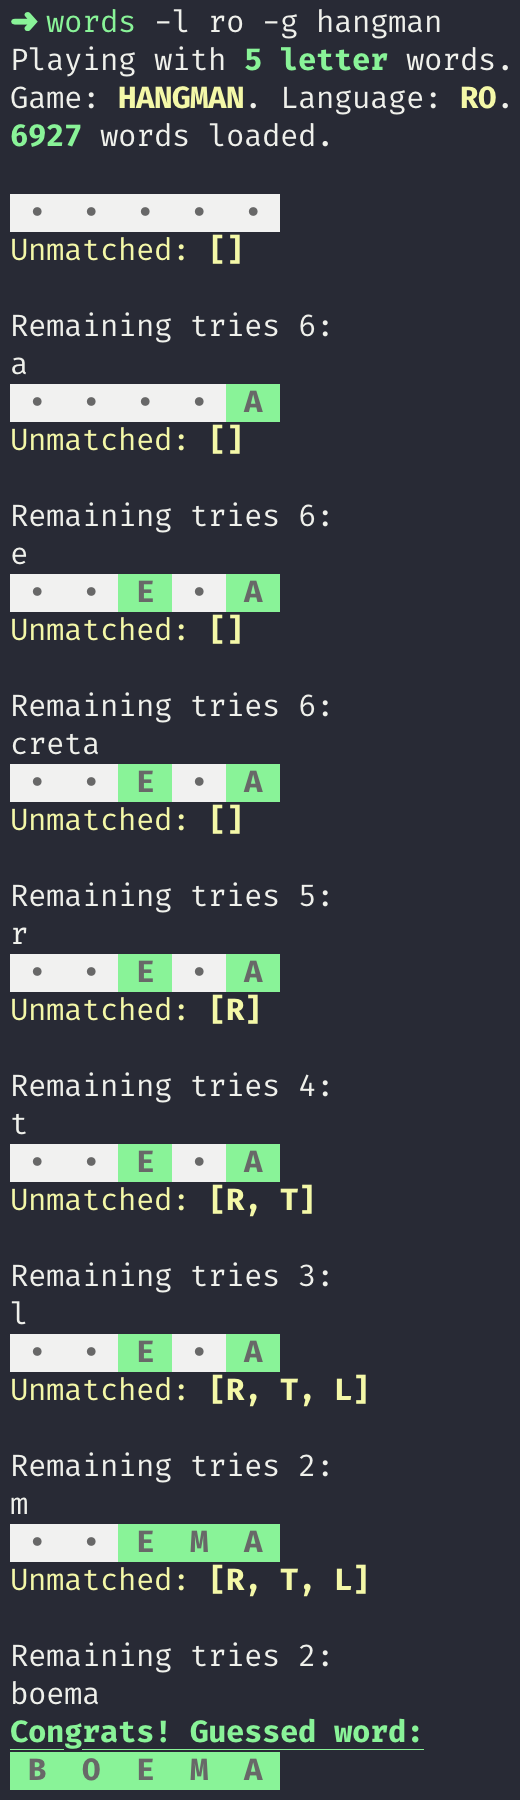 ➜ words -l ro -g hangman
Playing with 5 letter words.
Game: HANGMAN. Language: RO.
6927 words loaded.
• • • • •
Unmatched: []
Remaining tries 6:
a
• • • • A
Unmatched: []
Remaining tries 6:
e
• • E • A
Unmatched: []
Remaining tries 6:
creta
• • E • A
Unmatched: []
Remaining tries 5:
r
• • E • A
Unmatched: [R]
Remaining tries 4:
t
• • E • A
Unmatched: [R, T]
Remaining tries 3:
l
• • E • A
Unmatched: [R, T, L]
Remaining tries 2:
m
• • E M A
Unmatched: [R, T, L]
Remaining tries 2:
boema
Congrats! Guessed word:
B O E M A